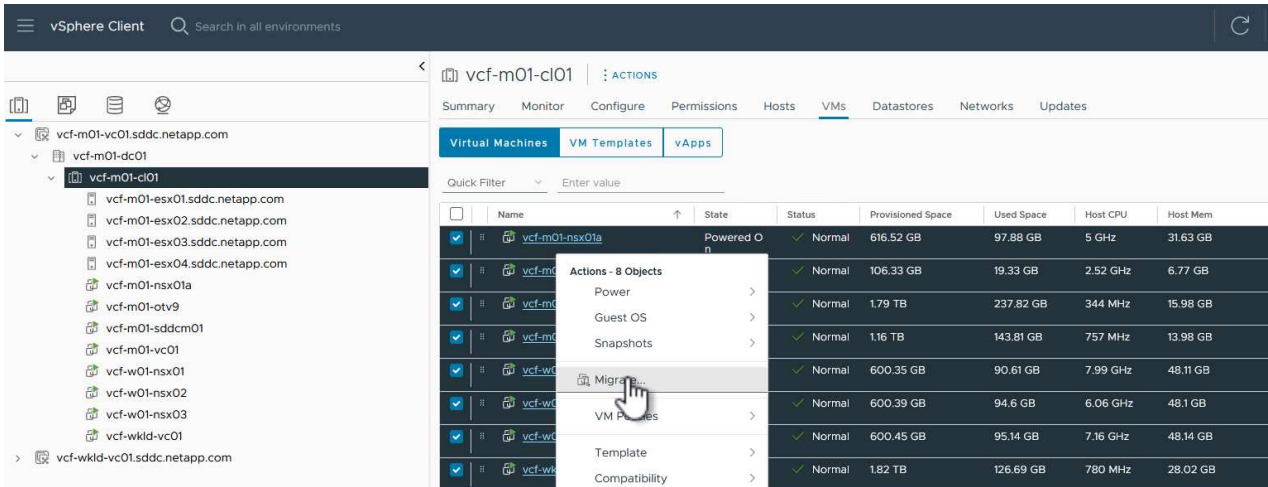 vSphere Client Search in all environments
vcf-m01-cl01 ACTIONS
Summary Monitor Configure Permissions Hosts VMs Datastores Networks Updates
vcf-m01-vc01.sddc.netapp.com
vcf-m01-dc01
vcf-m01-cl01
vcf-m01-esx01.sddc.netapp.com
vcf-m01-esx02.sddc.netapp.com
vcf-m01-esx03.sddc.netapp.com
vcf-m01-esx04.sddc.netapp.com
vcf-m01-nsx01a
vcf-m01-otv9
vcf-m01-sddcm01
vcf-m01-vc01
vcf-w01-nsx01
vcf-w01-nsx02
vcf-w01-nsx03
vcf-wkld-vc01
vcf-wkld-vc01.sddc.netapp.com
Virtual Machines VM Templates vApps
Quick Filter Enter value
Name State Status Provisioned Space Used Space Host CPU Host Mem
vcf-m01-nsx01a Powered O
n Normal 616.52 GB 97.88 GB 5 GHz 31.63 GB
Normal 106.33 GB 19.33 GB 2.52 GHz 6.77 GB
Normal 1.79 TB 237.82 GB 344 MHz 15.98 GB
Normal 1.16 TB 143.81 GB 757 MHz 13.98 GB
Normal 600.35 GB 90.61 GB 7.99 GHz 48.11 GB
Normal 600.39 GB 94.6 GB 6.06 GHz 48.1 GB
Normal 600.45 GB 95.14 GB 7.16 GHz 48.14 GB
Normal 1.82 TB 126.69 GB 780 MHz 28.02 GB
Actions - 8 Objects
Power
Guest OS
Snapshots
Template
Compatibility